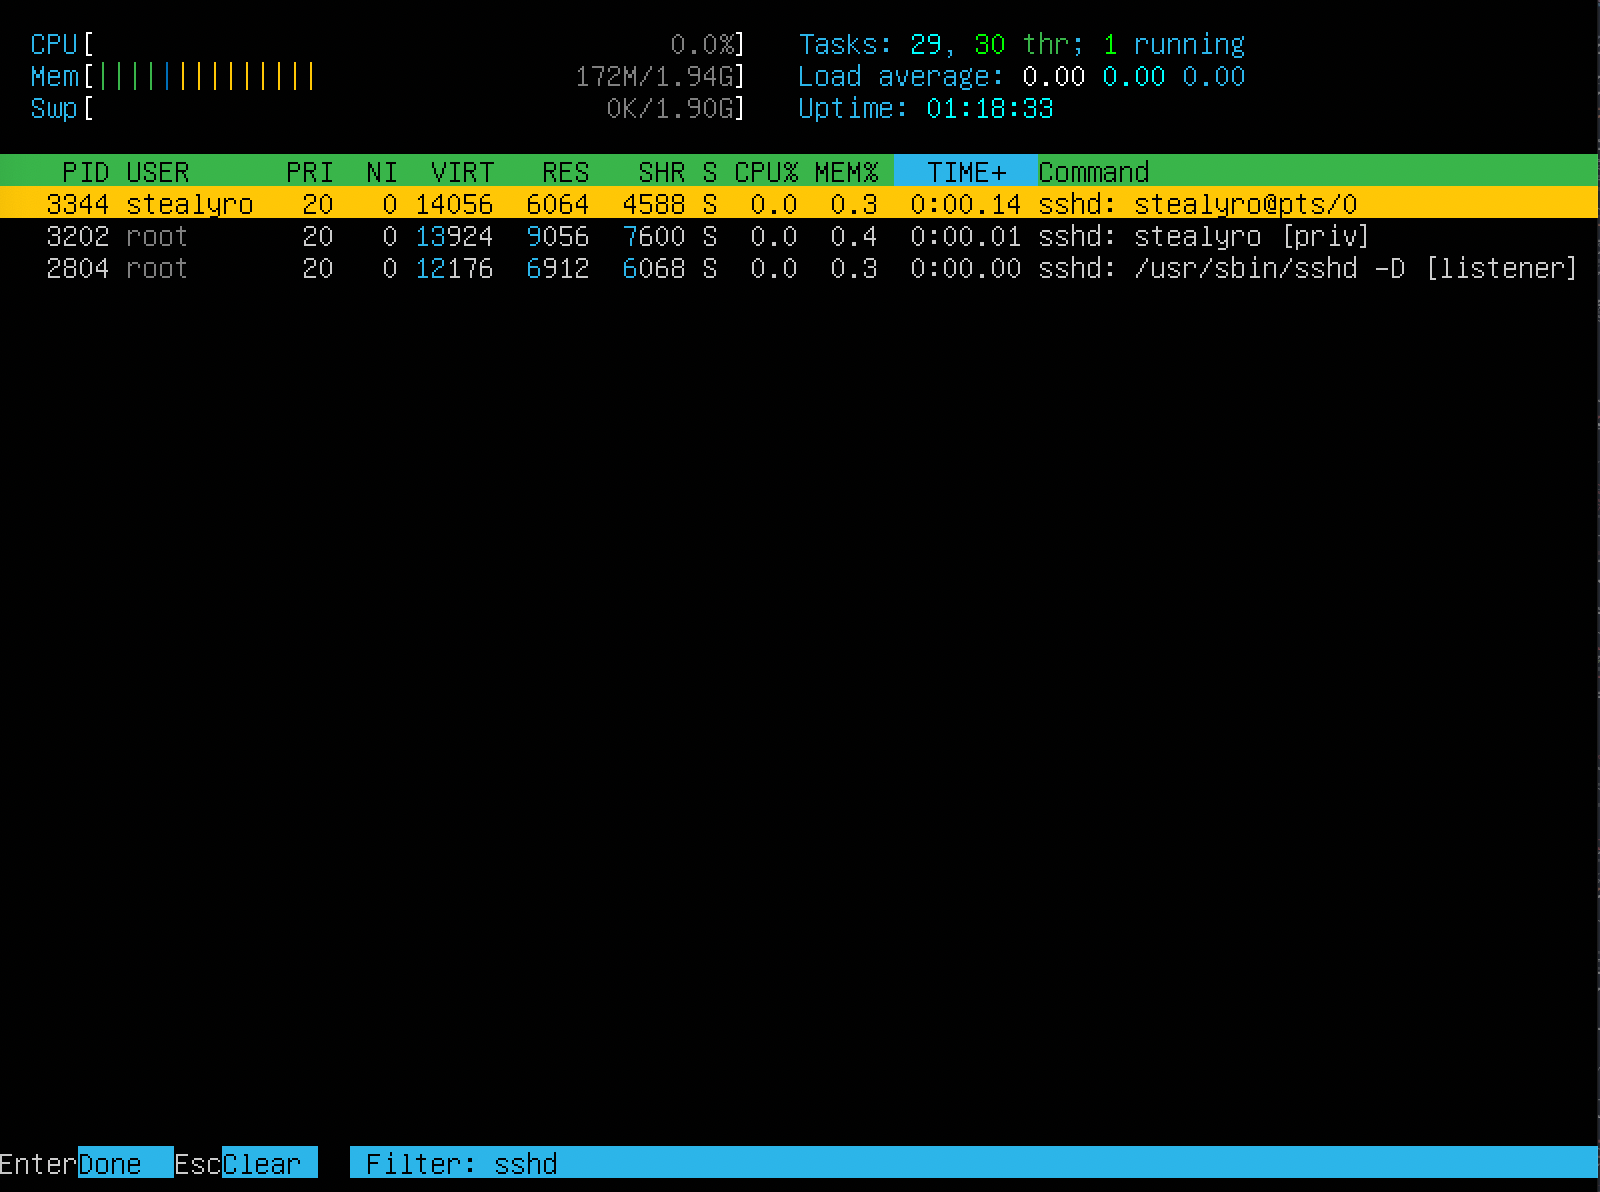 CPU[ 0.0%] Tasks: 29, 30 thr; 1 running
Mem[||||||||||||||  172M/1.94G] Load average: 0.00 0.00 0.00
Swp[ 0K/1.90G] Uptime: 01:18:33
PID USER PRI NI VIRT RES SHR S CPU% MEM% TIME+ Command
3344 stealyro 20 0 14056 6064 4588 S 0.0 0.3 0:00.14 sshd: stealyro@pts/0
3202 root 20 0 13924 9056 7600 S 0.0 0.4 0:00.01 sshd: stealyro [priv]
2804 root 20 0 12176 6912 6068 S 0.0 0.3 0:00.00 sshd: /usr/sbin/sshd -D [listener]
EnterDone EscClear Filter: sshd